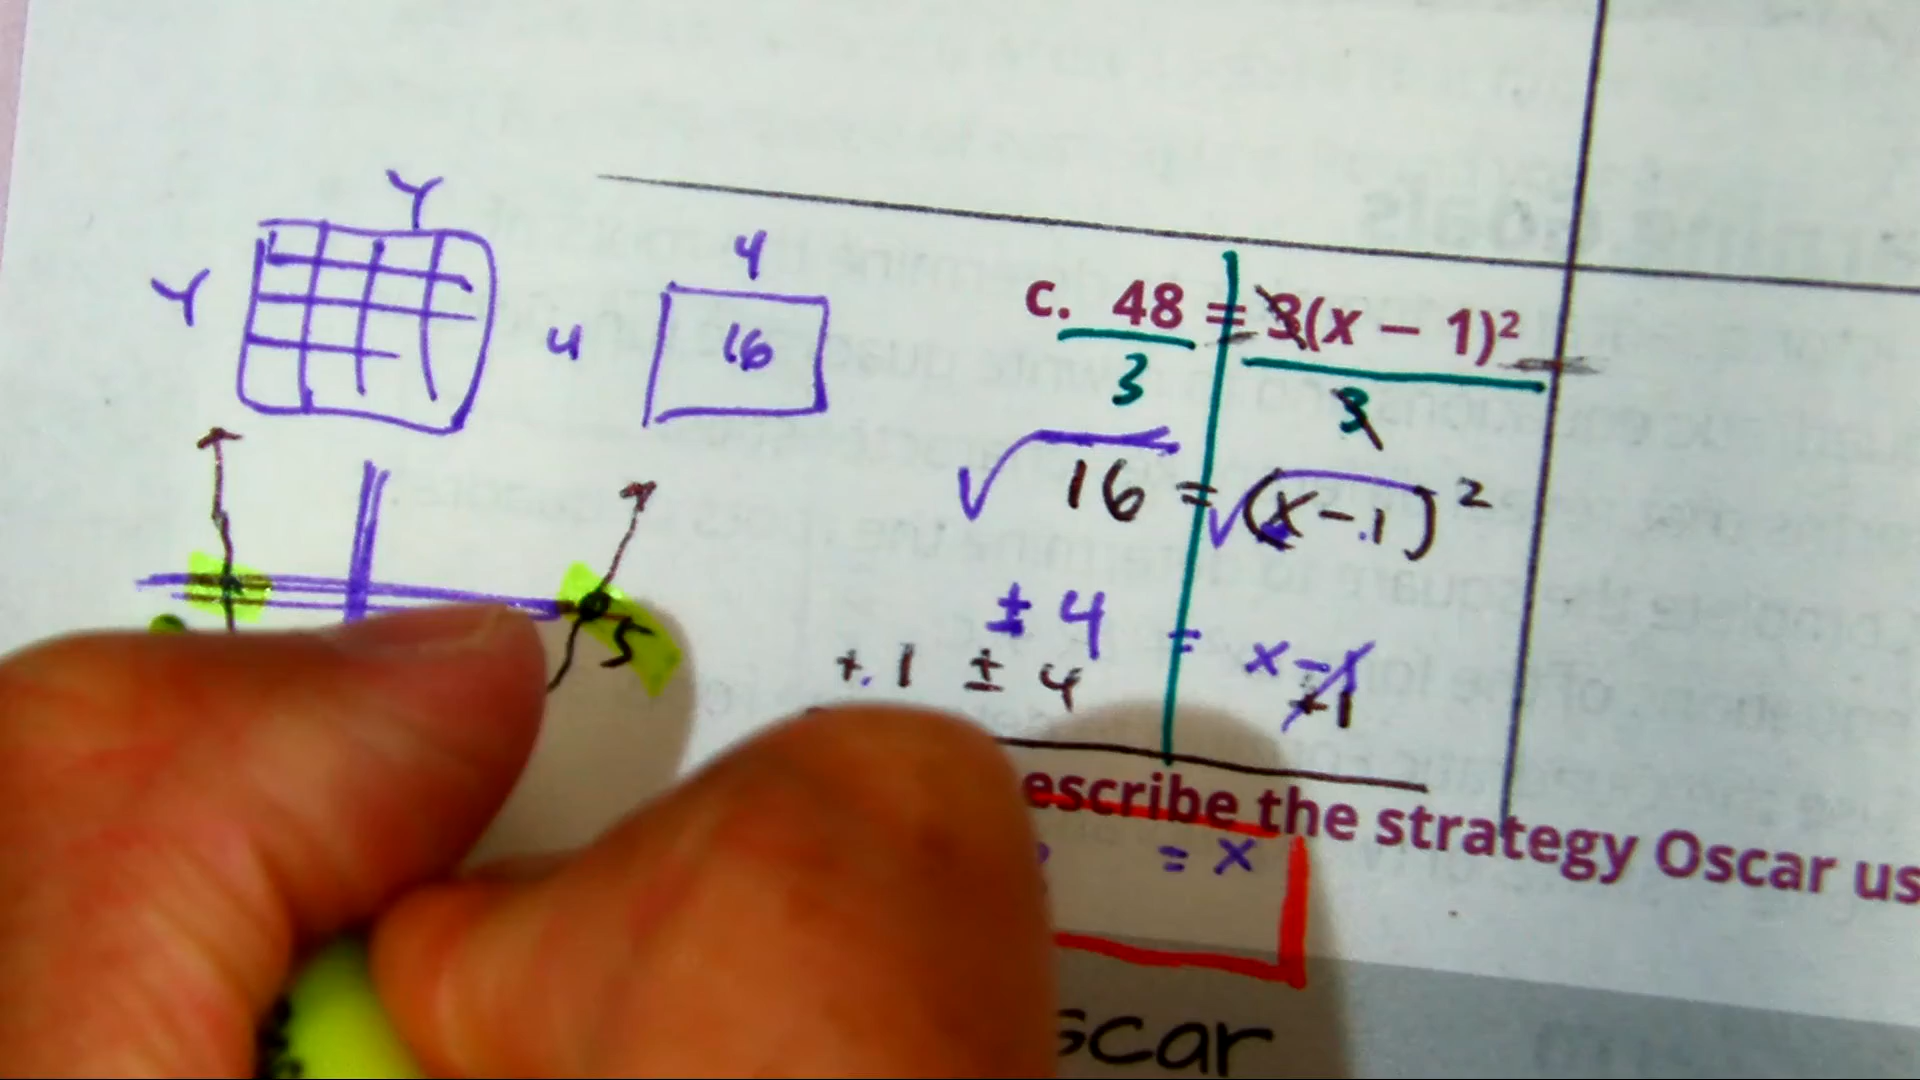 Y
Y
4
4
16
c. 48 = 3(x – 1)²
3 3
√16 = √(x-1)²
± 4 = x-1
+1 ± 4 +1
5
escribe the strategy Oscar us
= x
scar